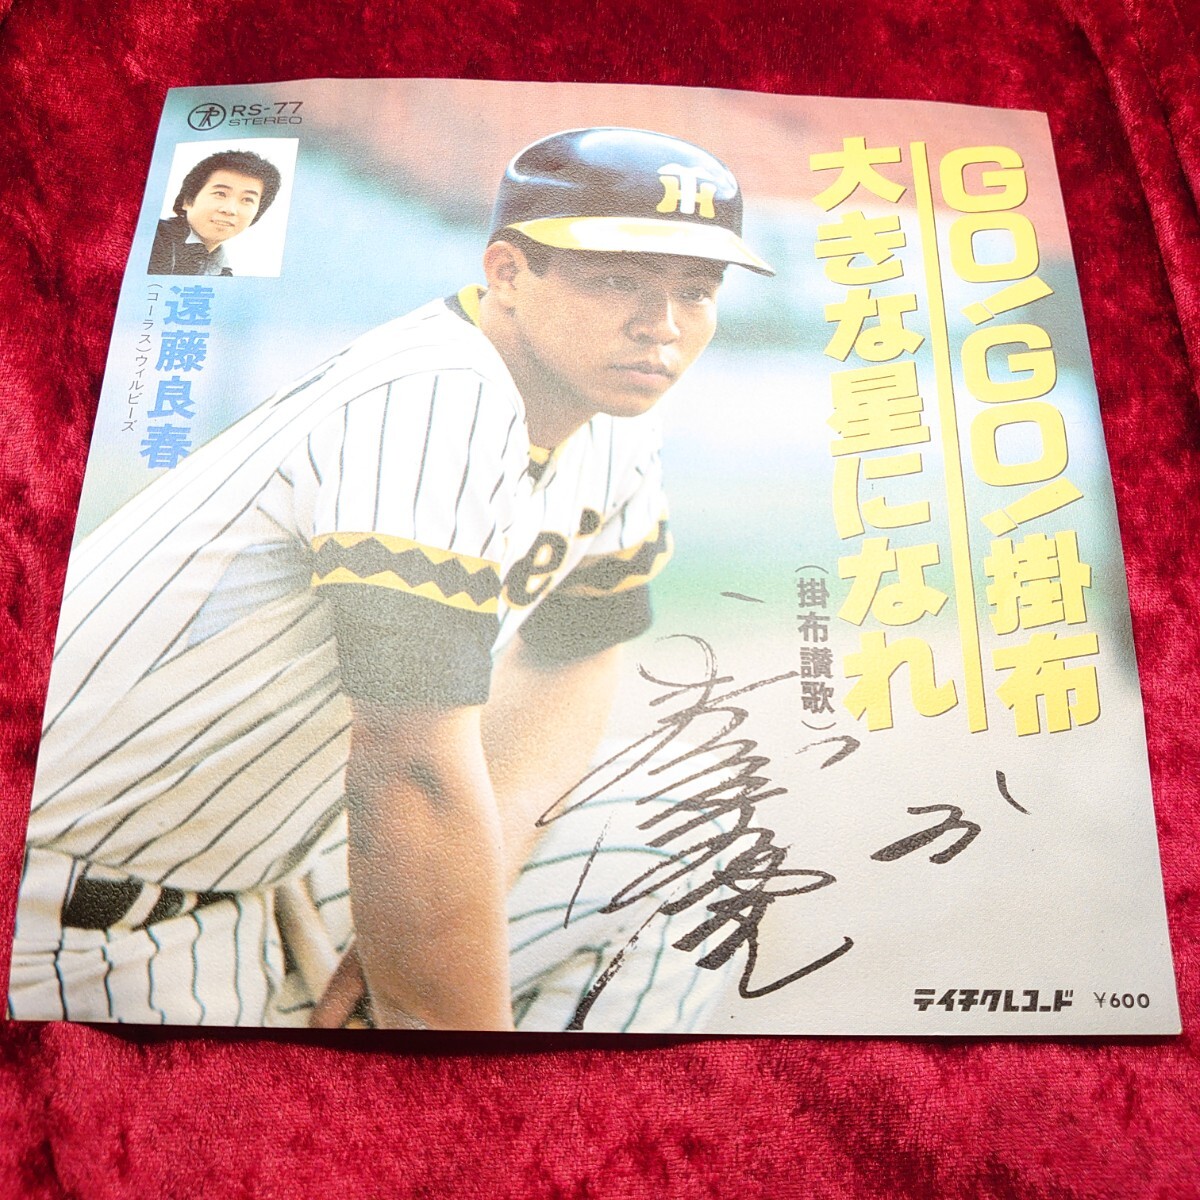 RS-77
STEREO
GO!GO!掛布
大きな星になれ
(掛布讃歌)
遠藤良春
(コーラス)ウィルビーズ
テイチクレコード ¥600